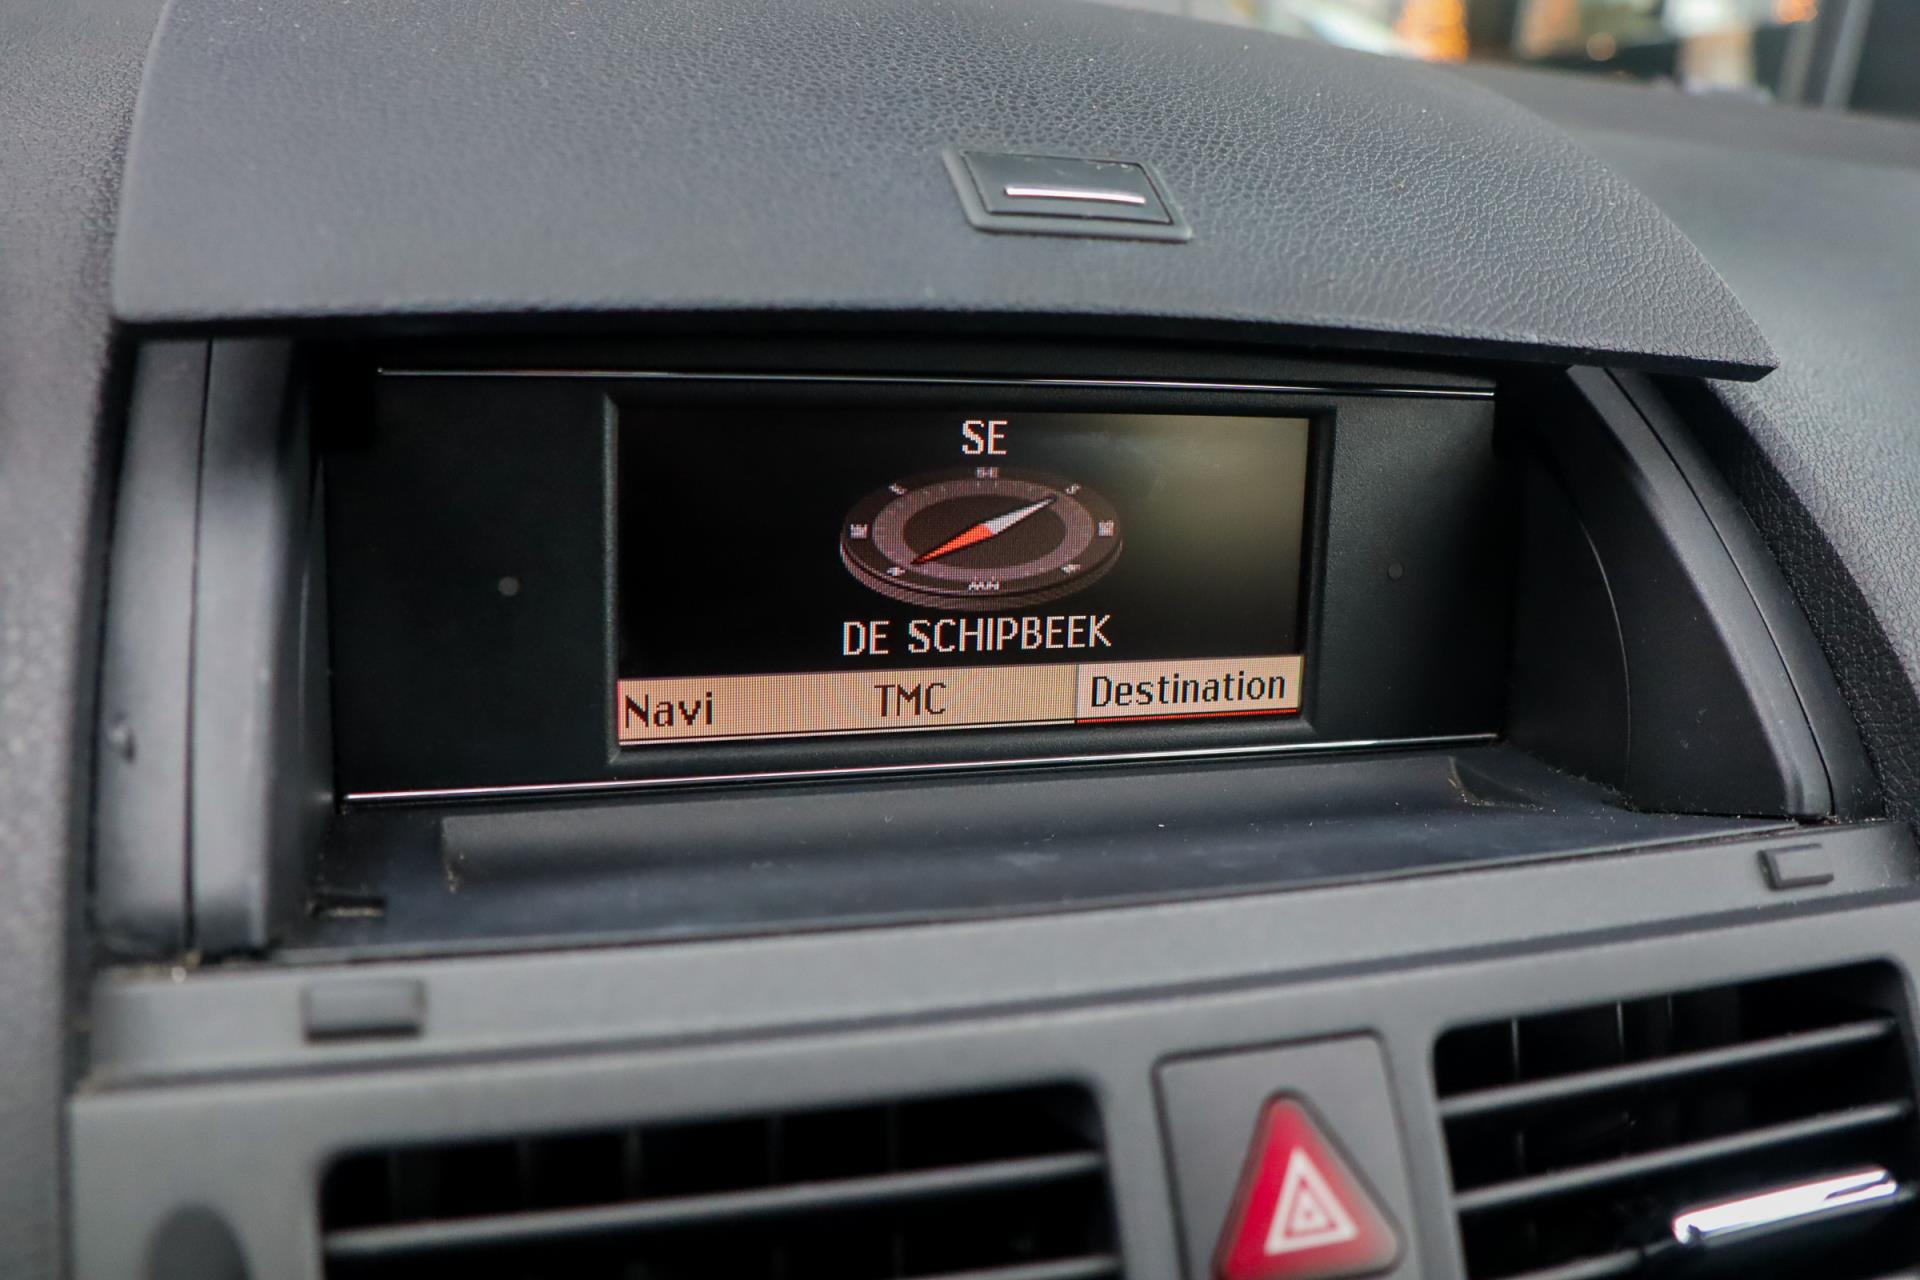 SE
DE SCHIPBEEK
Navi TMC Destination